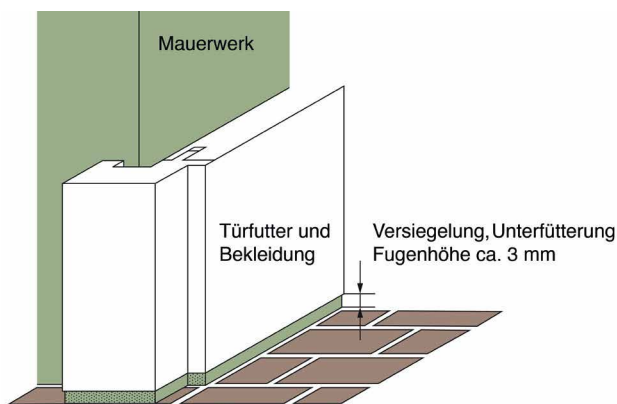 Mauerwerk
Türfutter und
Bekleidung
Versiegelung, Unterfütterung
Fugenhöhe ca. 3 mm